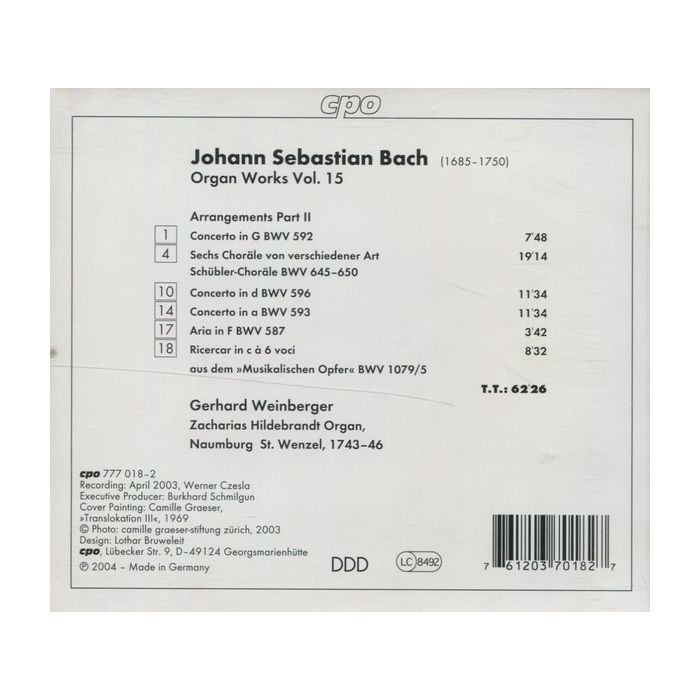 cpo
Johann Sebastian Bach (1685–1750)
Organ Works Vol. 15
Arrangements Part II
1 Concerto in G BWV 592 7'48
4 Sechs Choräle von verschiedener Art 19'14
Schübler-Choräle BWV 645–650
10 Concerto in d BWV 596 11'34
14 Concerto in a BWV 593 11'34
17 Aria in F BWV 587 3'42
18 Ricercar in c à 6 voci 8'32
aus dem »Musikalischen Opfer« BWV 1079/5
T.T.: 62'26
Gerhard Weinberger
Zacharias Hildebrandt Organ,
Naumburg St. Wenzel, 1743–46
cpo 777 018–2
Recording: April 2003, Werner Czesla
Executive Producer: Burkhard Schmilgun
Cover Painting: Camille Graeser,
»Translokation III«, 1969
© Photo: camille graeser-stiftung zürich, 2003
Design: Lothar Bruweleit
cpo, Lübecker Str. 9, D–49124 Georgsmarienhütte
℗ 2004 – Made in Germany
DDD
LC 8492
7 61203 70182 7